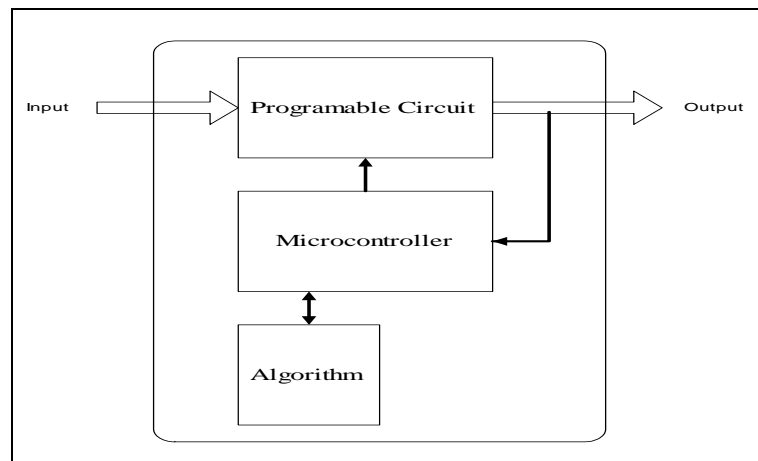 Input
Programable Circuit
Output
Microcontroller
Algorithm